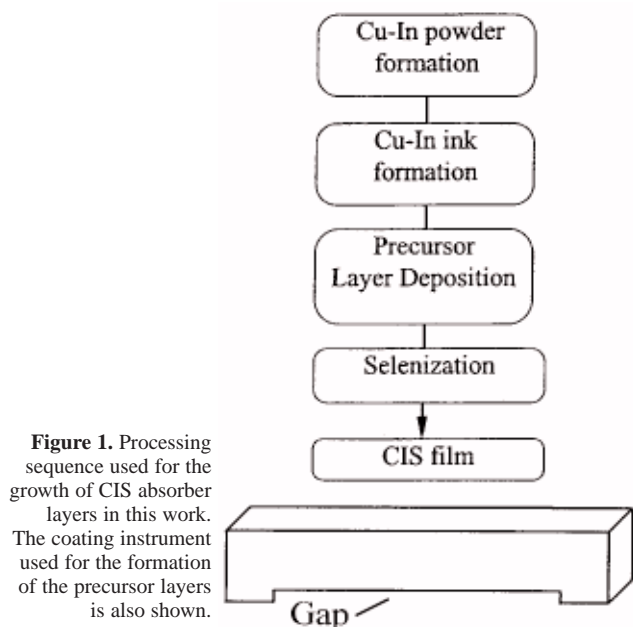 Cu-In powder
formation
Cu-In ink
formation
Precursor
Layer Deposition
Selenization
CIS film
Figure 1. Processing
sequence used for the
growth of CIS absorber
layers in this work.
The coating instrument
used for the formation
of the precursor layers
is also shown.
Gap